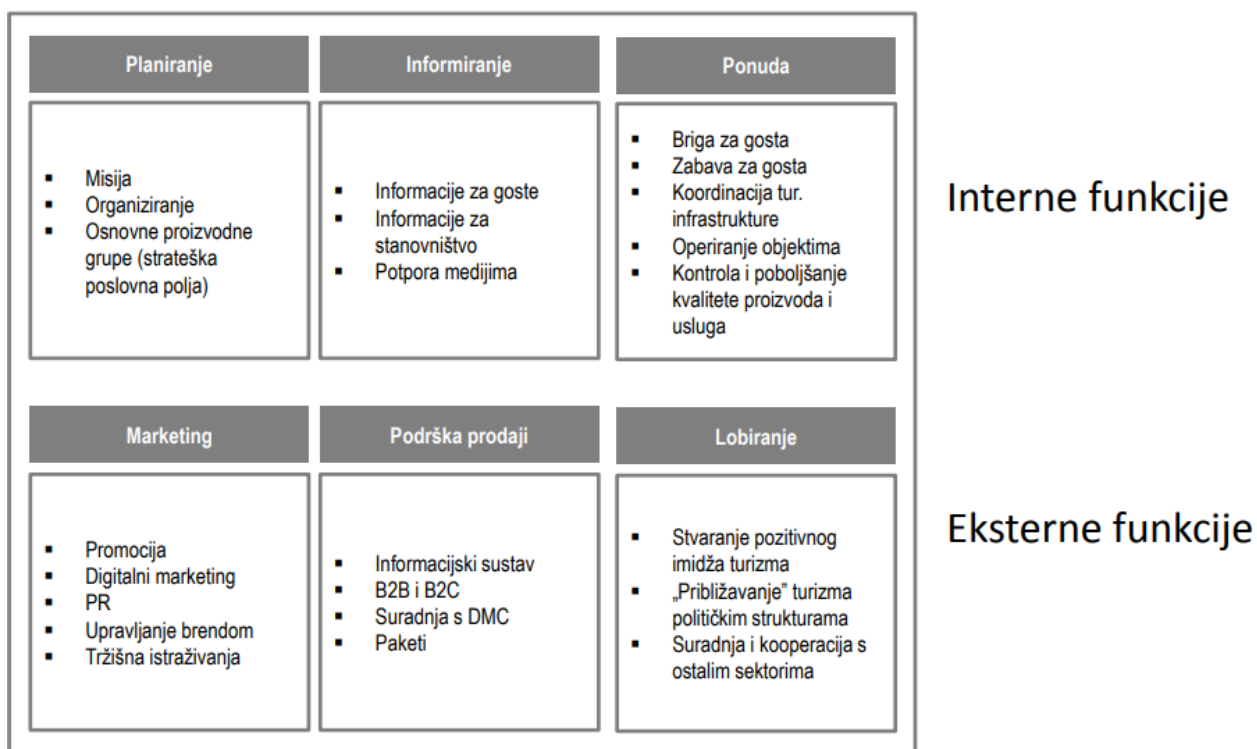 Planiranje
▪ Misija
▪ Organiziranje
▪ Osnovne proizvodne
grupe (strateška
poslovna polja)
Informiranje
▪ Informacije za goste
▪ Informacije za
stanovništvo
▪ Potpora medijima
Ponuda
▪ Briga za gosta
▪ Zabava za gosta
▪ Koordinacija tur.
infrastrukture
▪ Operiranje objektima
▪ Kontrola i poboljšanje
kvalitete proizvoda i
usluga
Interne funkcije
Marketing
▪ Promocija
▪ Digitalni marketing
▪ PR
▪ Upravljanje brendom
▪ Tržišna istraživanja
Podrška prodaji
▪ Informacijski sustav
▪ B2B i B2C
▪ Suradnja s DMC
▪ Paketi
Lobiranje
▪ Stvaranje pozitivnog
imidža turizma
▪ „Približavanje” turizma
političkim strukturama
▪ Suradnja i kooperacija s
ostalim sektorima
Eksterne funkcije